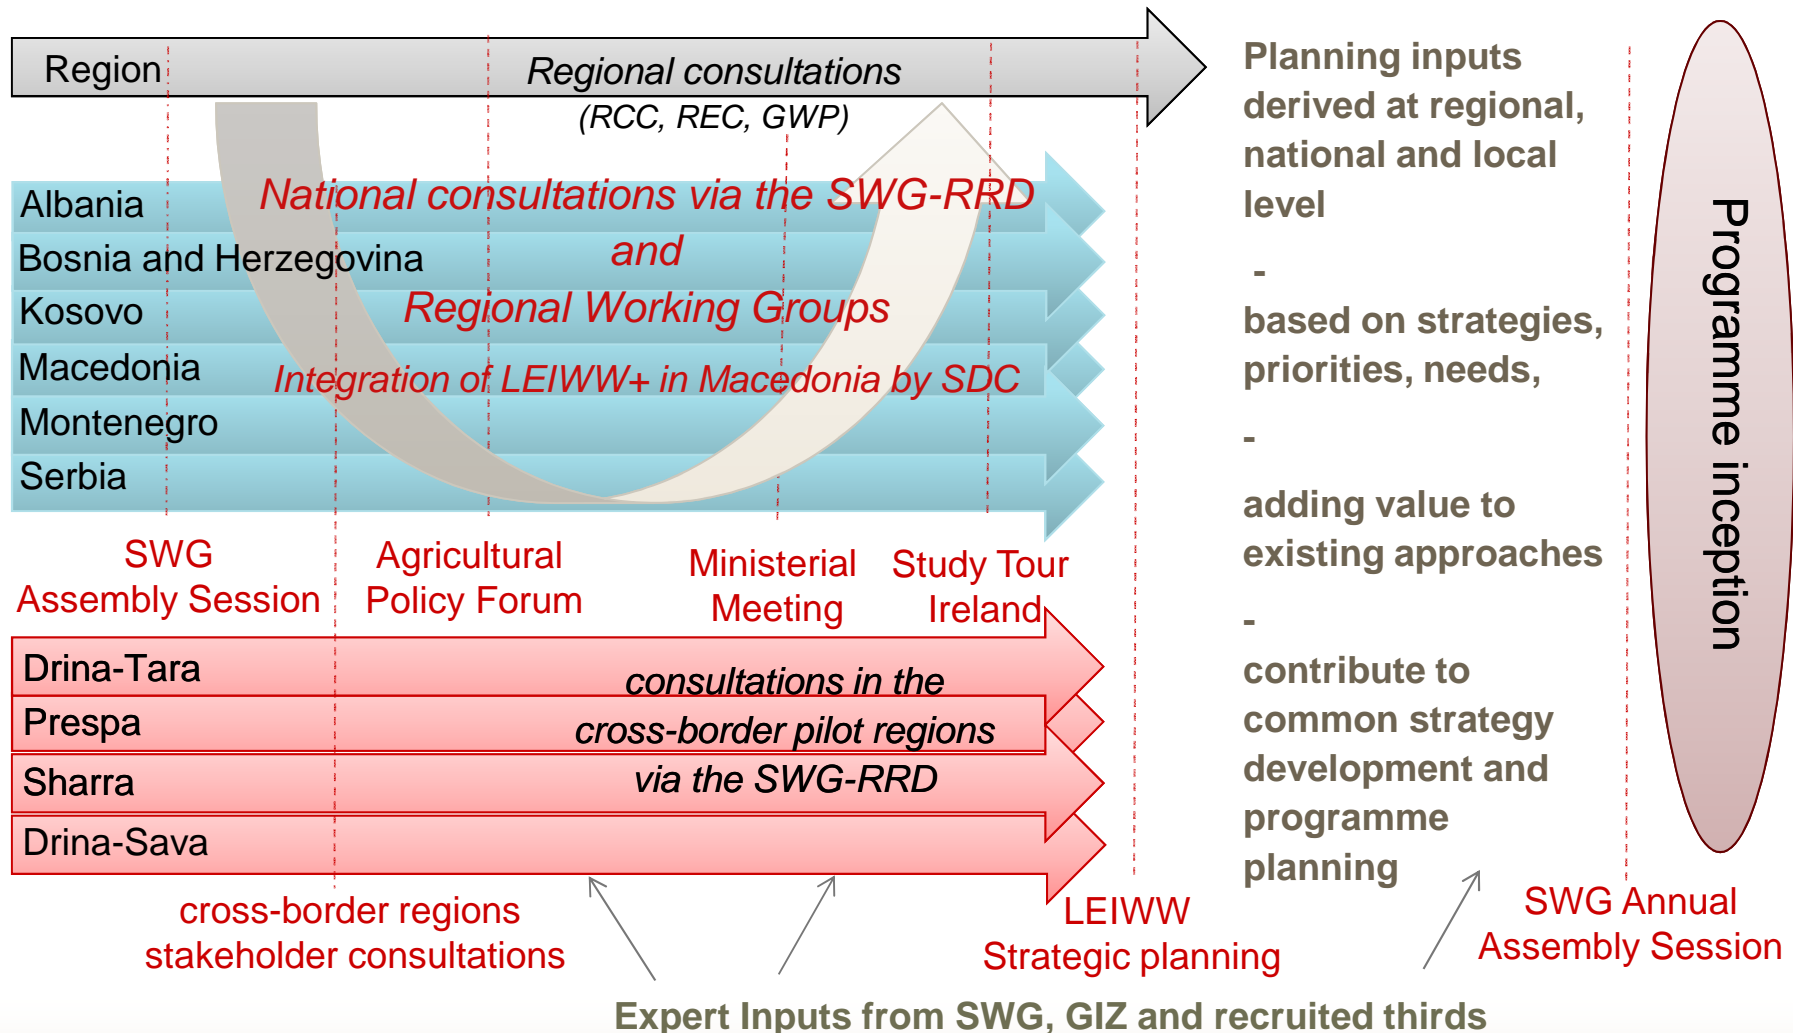 Region
Regional consultations
(RCC, REC, GWP)
Albania
Bosnia and Herzegovina
Kosovo
Macedonia
Montenegro
Serbia
National consultations via the SWG-RRD
and
Regional Working Groups
Integration of LEIWW+ in Macedonia by SDC
SWG
Assembly Session
Agricultural
Policy Forum
Ministerial
Meeting
Study Tour
Ireland
Drina-Tara
Prespa
Sharra
Drina-Sava
consultations in the
cross-border pilot regions
via the SWG-RRD
cross-border regions
stakeholder consultations
LEIWW
Strategic planning
Planning inputs
derived at regional,
national and local
level
-
based on strategies,
priorities, needs,
-
adding value to
existing approaches
-
contribute to
common strategy
development and
programme
planning
SWG Annual
Assembly Session
Programme inception
Expert Inputs from SWG, GIZ and recruited thirds